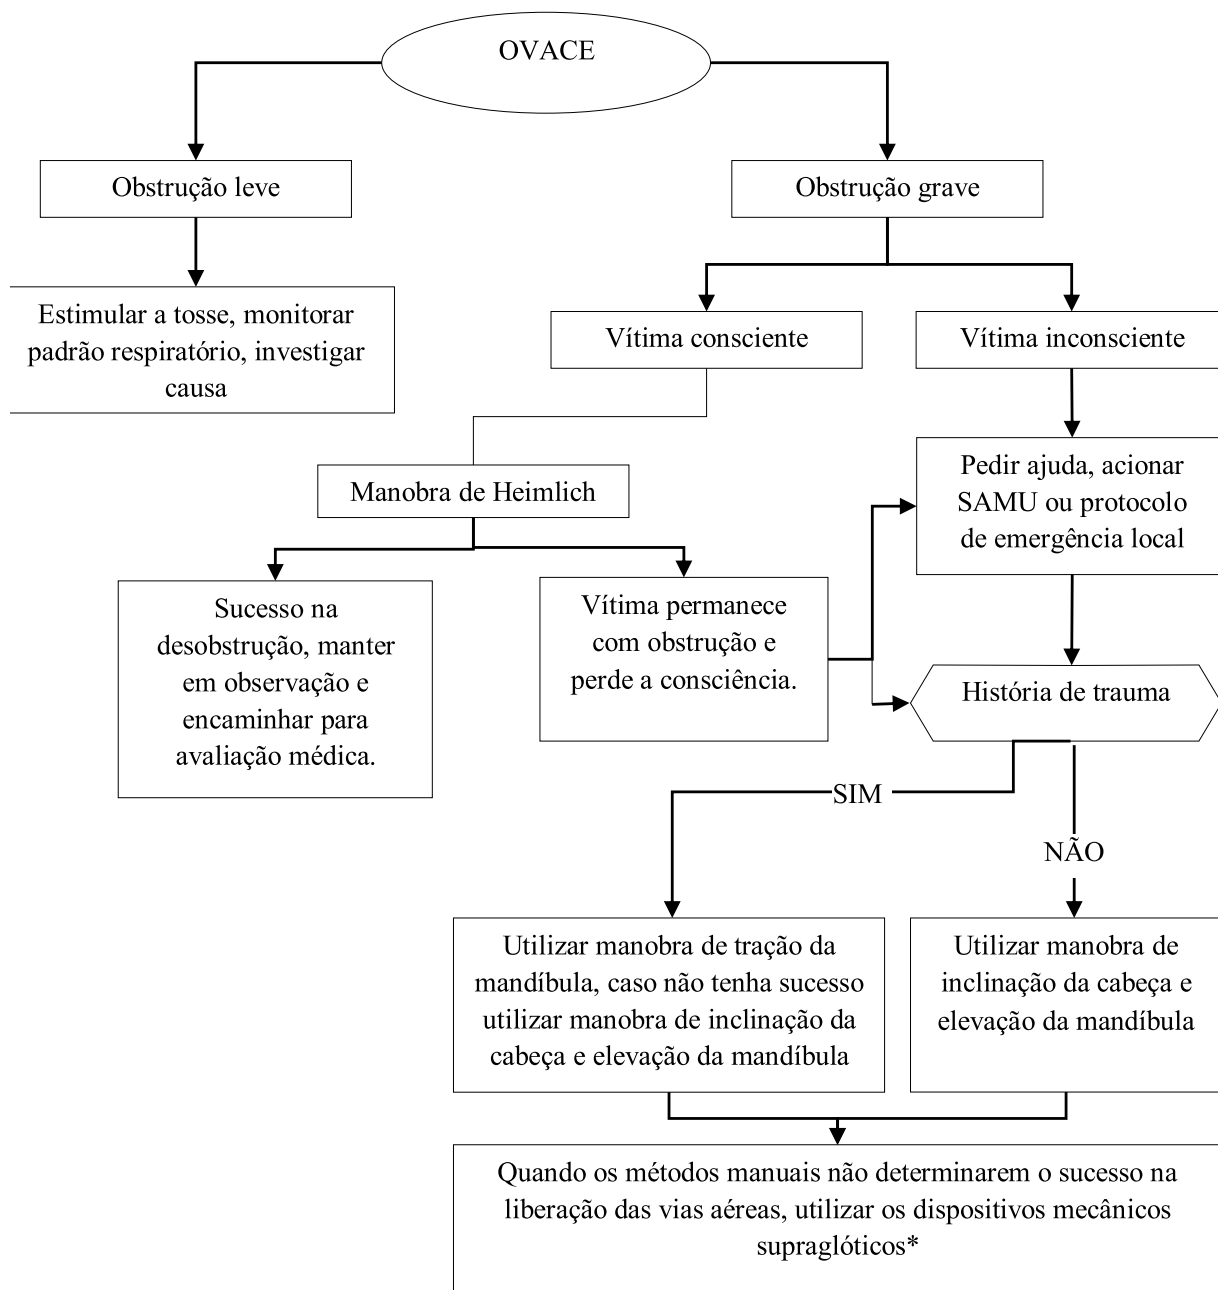 OVACE
Obstrução leve
Obstrução grave
Estimular a tosse, monitorar
padrão respiratório, investigar
causa
Vítima consciente
Vítima inconsciente
Manobra de Heimlich
Pedir ajuda, acionar
SAMU ou protocolo
de emergência local
Sucesso na
desobstrução, manter
em observação e
encaminhar para
avaliação médica.
Vítima permanece
com obstrução e
perde a consciência.
História de trauma
SIM
NÃO
Utilizar manobra de tração da
mandíbula, caso não tenha sucesso
utilizar manobra de inclinação da
cabeça e elevação da mandíbula
Utilizar manobra de
inclinação da cabeça e
elevação da mandíbula
Quando os métodos manuais não determinarem o sucesso na
liberação das vias aéreas, utilizar os dispositivos mecânicos
supraglóticos*